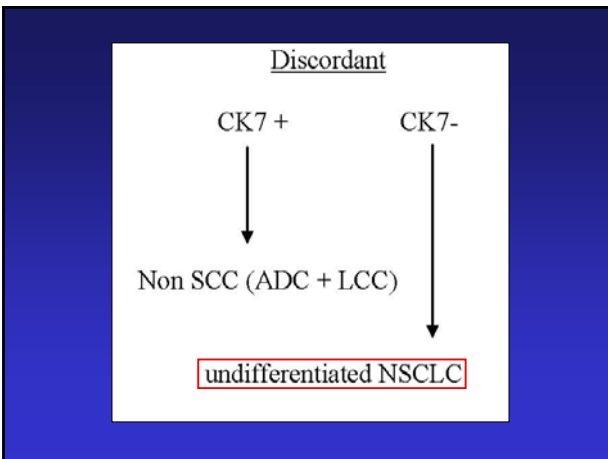 Discordant
CK7 + CK7-
Non SCC (ADC + LCC)
undifferentiated NSCLC